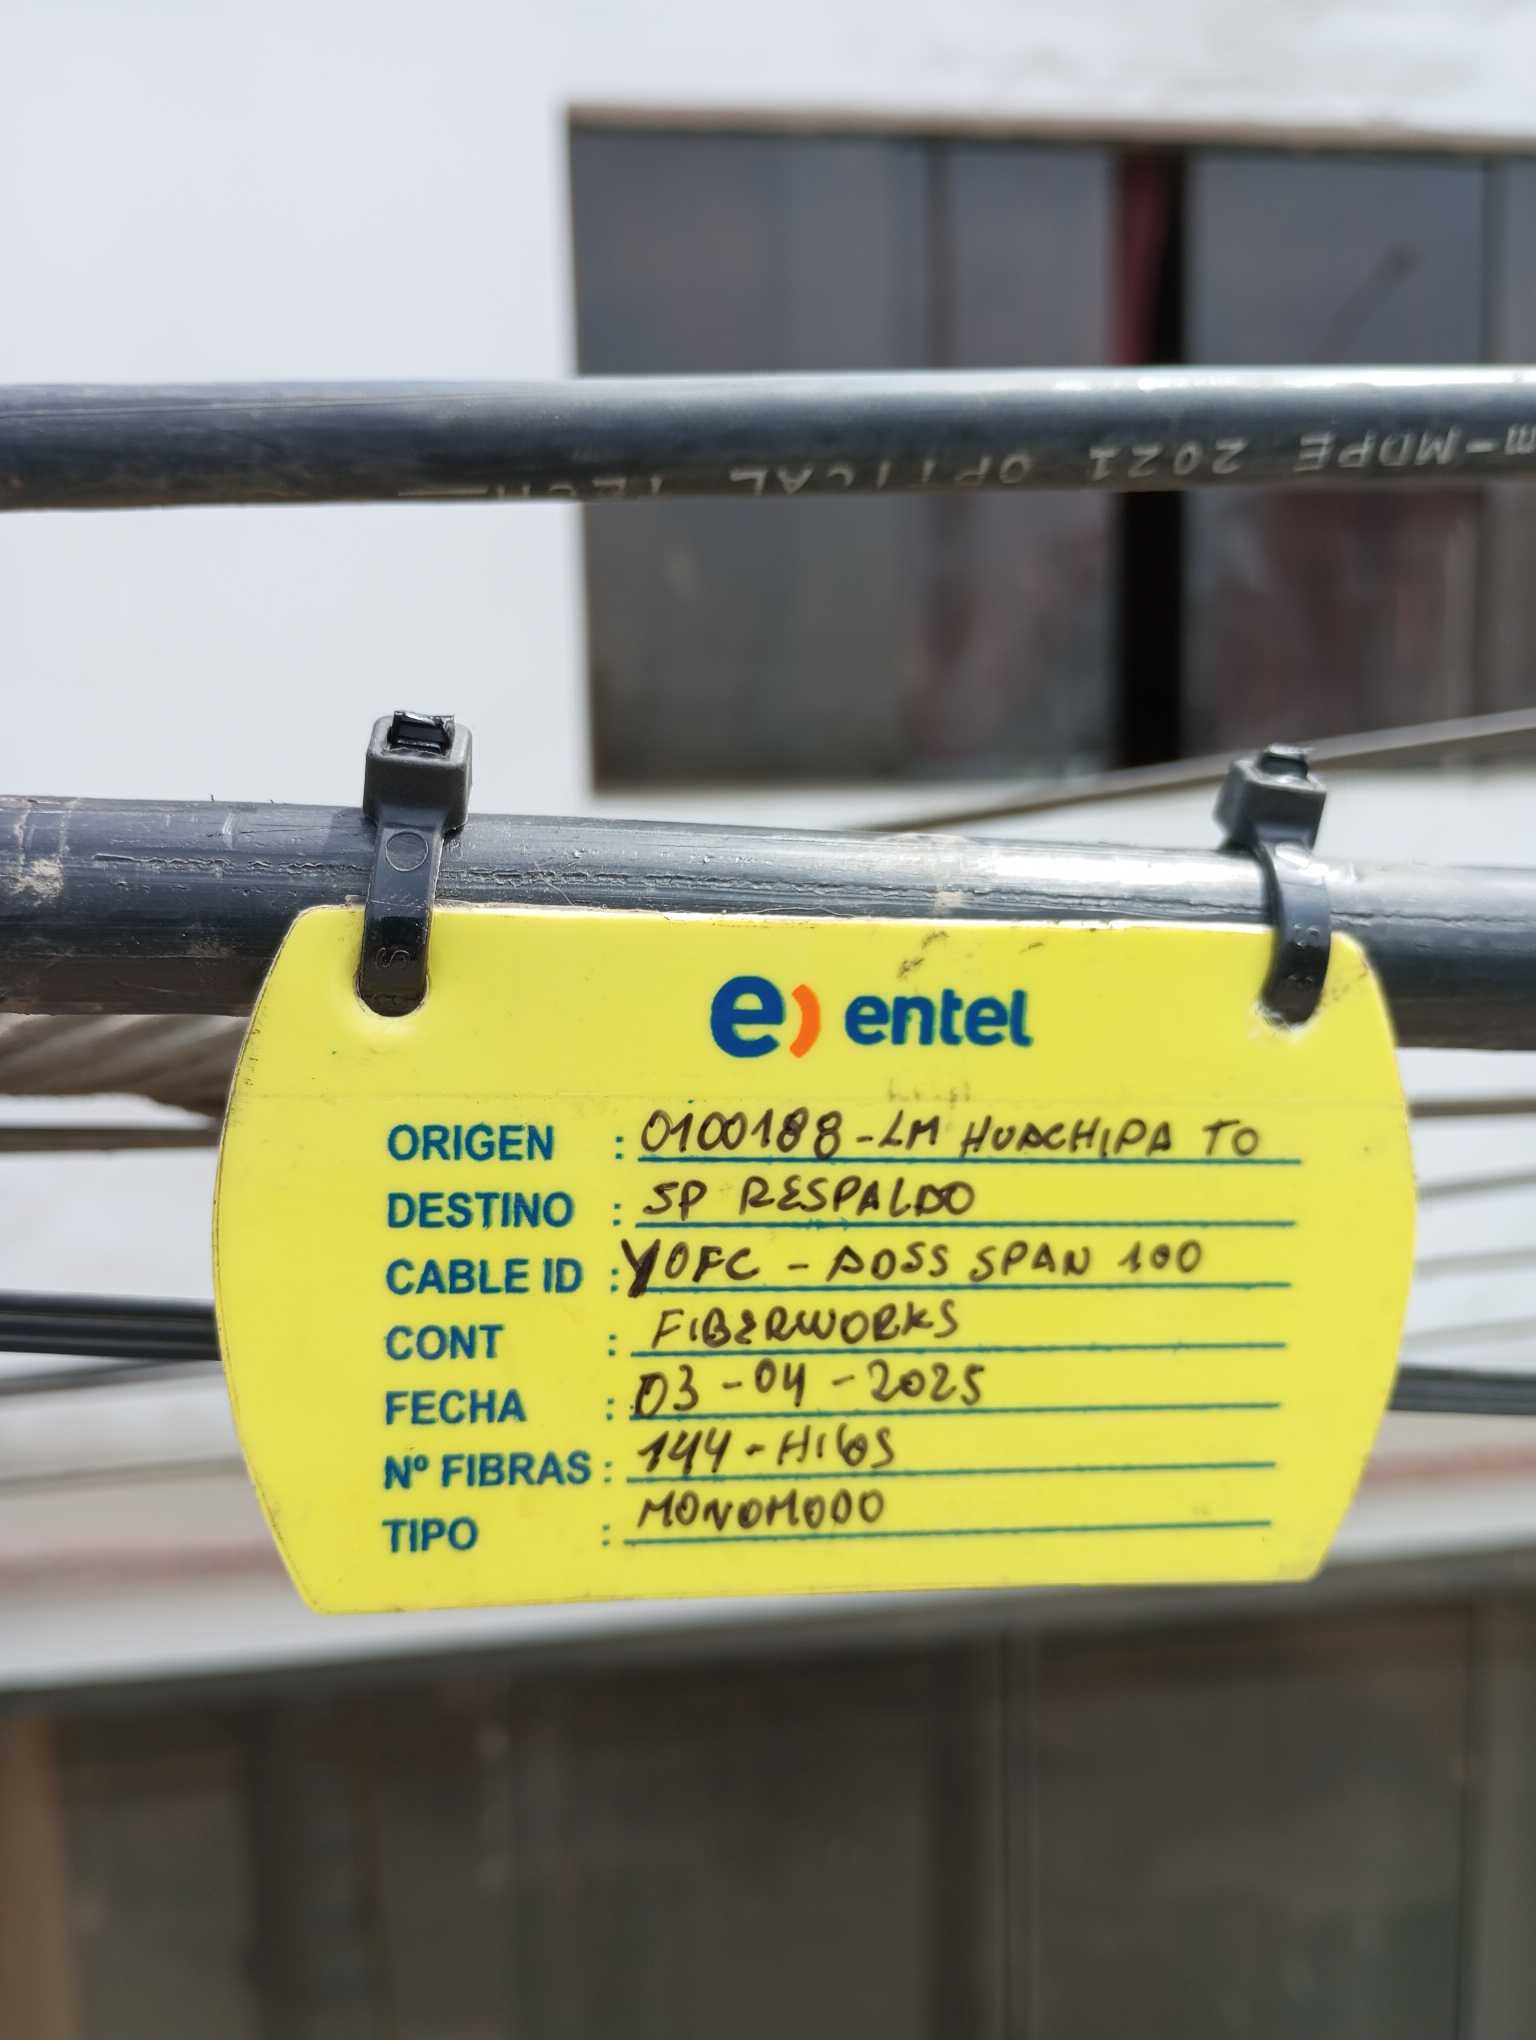 m-MDPE 2021 OPTICAL TECH
e) entel
ORIGEN : 0100188-LM HUACHIPA TO
DESTINO : SP RESPALDO
CABLE ID : YOFC - ADSS SPAN 100
CONT : FIBERWORKS
FECHA : 03-04-2025
Nº FIBRAS : 144-HILOS
TIPO : MONOMODO